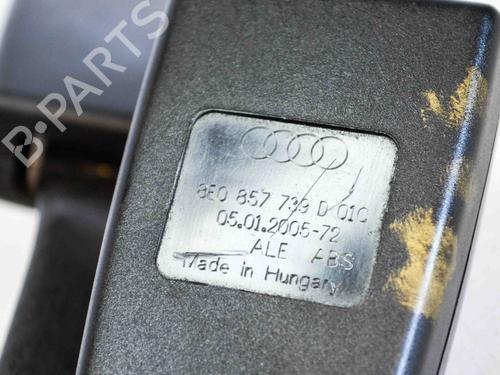 B-PARTS
8E0 857 739 D 01C
05.01.2005-72
ALE ABS
Made in Hungary